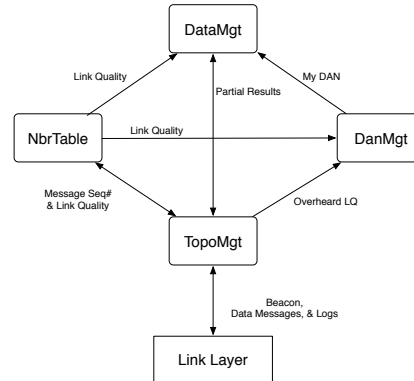 DataMgt
Link Quality
My DAN
Partial Results
NbrTable
Link Quality
DanMgt
Message Seq#
& Link Quality
Overheard LQ
TopoMgt
Beacon,
Data Messages, & Logs
Link Layer